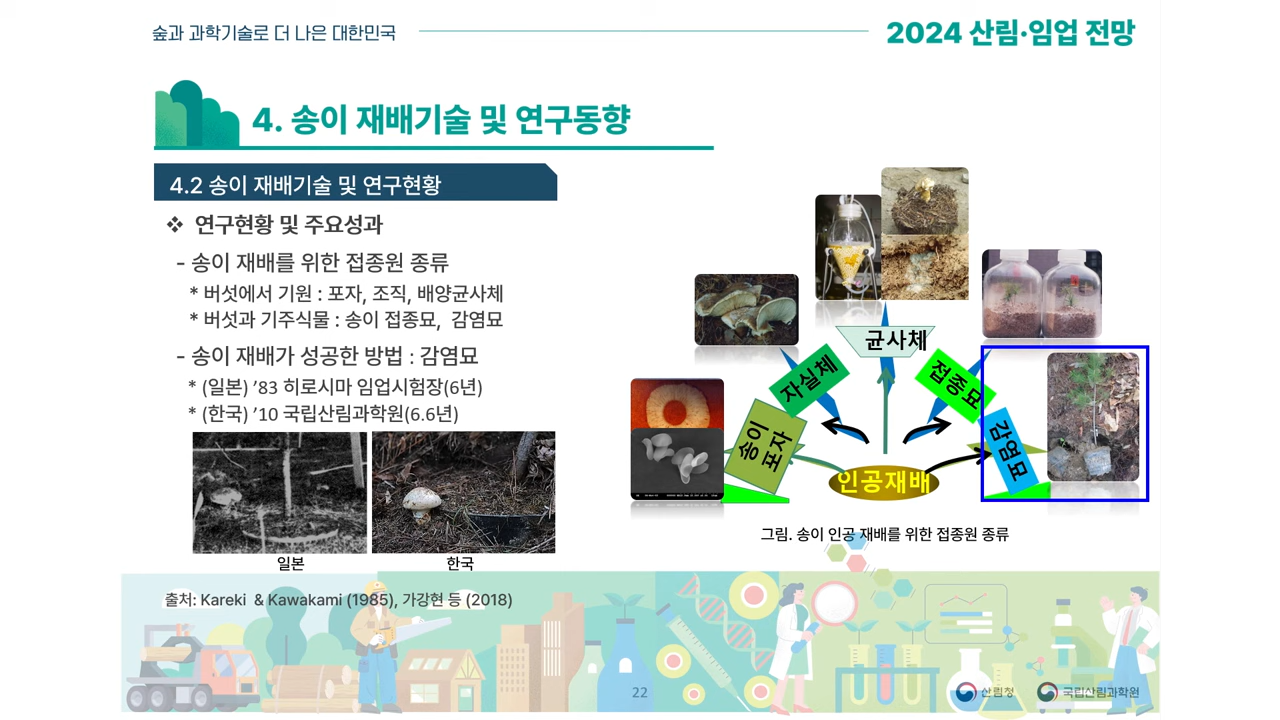 숲과 과학기술로 더 나은 대한민국
2024 산림·임업 전망
4. 송이 재배기술 및 연구동향
4.2 송이 재배기술 및 연구현황
❖ 연구현황 및 주요성과
- 송이 재배를 위한 접종원 종류
* 버섯에서 기원 : 포자, 조직, 배양균사체
* 버섯과 기주식물 : 송이 접종묘, 감염묘
- 송이 재배가 성공한 방법 : 감염묘
* (일본) ’83 히로시마 임업시험장(6년)
* (한국) ’10 국립산림과학원(6.6년)
일본
한국
출처: Kareki & Kawakami (1985), 가강현 등 (2018)
송이
포자
자실체
균사체
접종묘
감염묘
인공재배
그림. 송이 인공 재배를 위한 접종원 종류
22
산림청
국립산림과학원